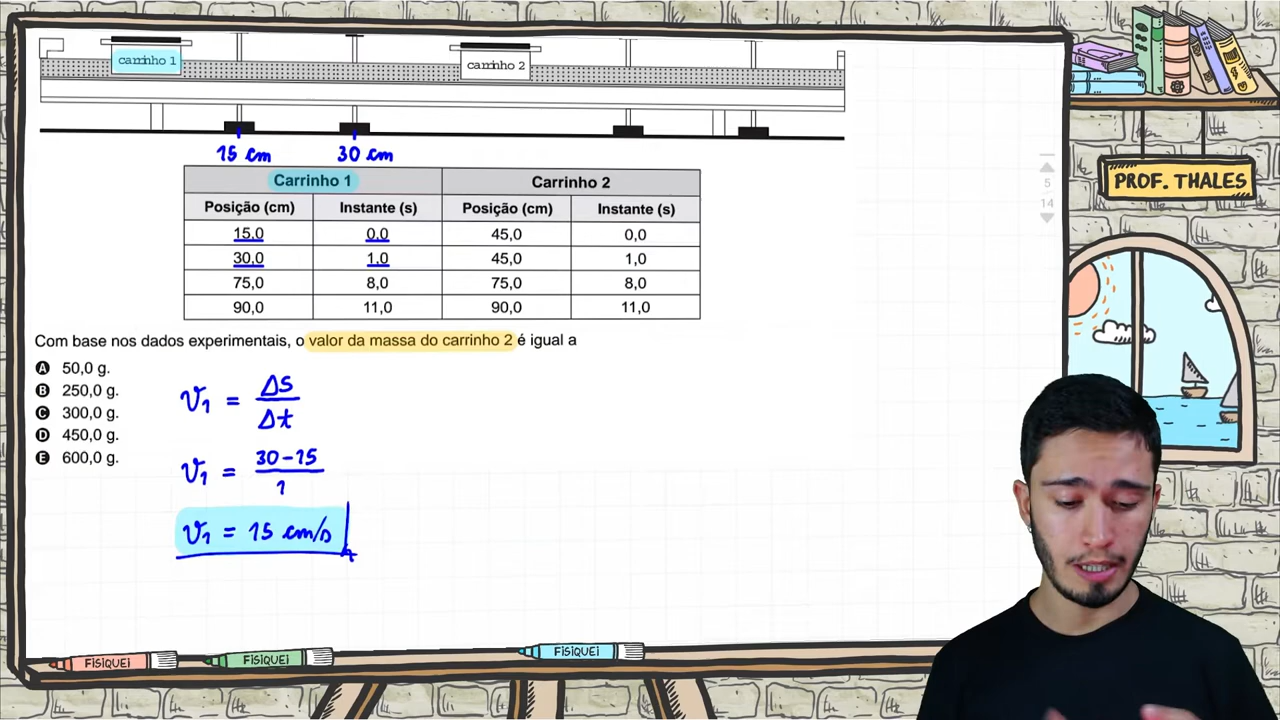 carrinho 1
carrinho 2
15 cm
30 cm
Carrinho 1 Carrinho 2
Posição (cm) Instante (s) Posição (cm) Instante (s)
15,0 0,0 45,0 0,0
30,0 1,0 45,0 1,0
75,0 8,0 75,0 8,0
90,0 11,0 90,0 11,0
Com base nos dados experimentais, o valor da massa do carrinho 2 é igual a
A 50,0 g.
B 250,0 g.
C 300,0 g.
D 450,0 g.
E 600,0 g.
v₁ = Δs/Δt
v₁ = 30-15/1
v₁ = 15 cm/s
5
14
PROF. THALES
FISIQUEI
FISIQUEI
FISIQUEI